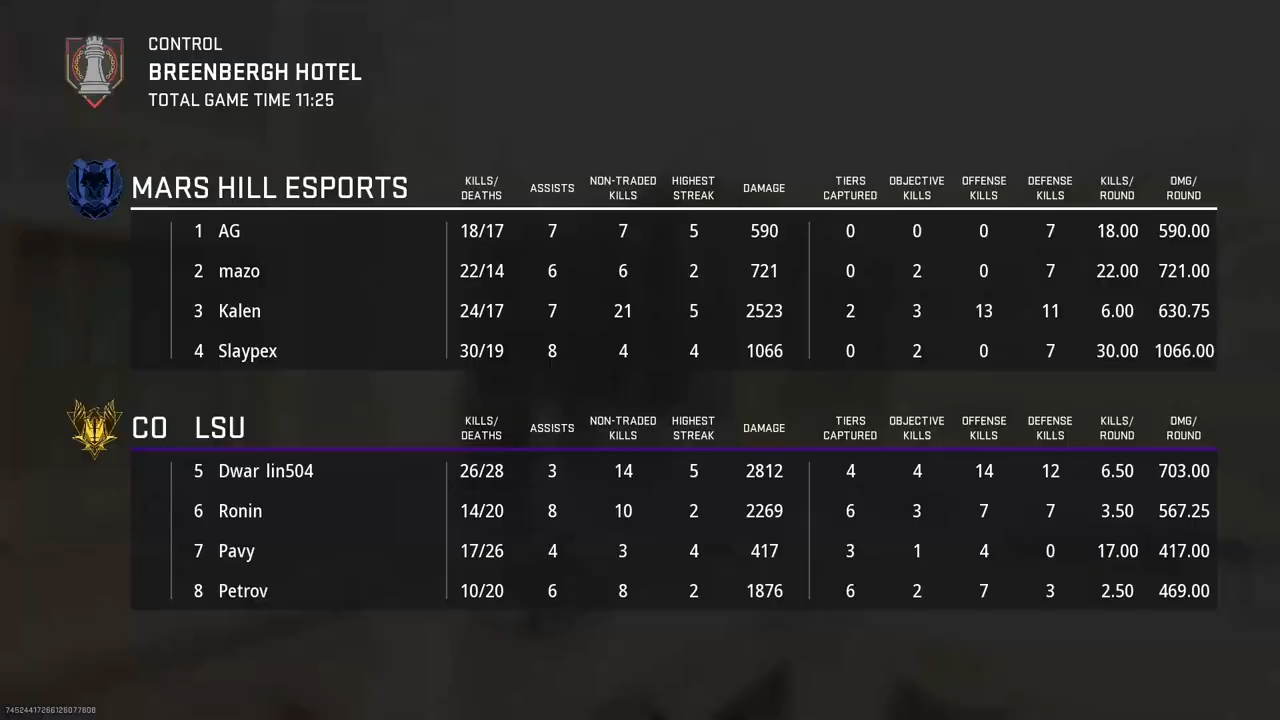 CONTROL
BREENBERGH HOTEL
TOTAL GAME TIME 11:25
MARS HILL ESPORTS KILLS/DEATHS ASSISTS NON-TRADED KILLS HIGHEST STREAK DAMAGE TIERS CAPTURED OBJECTIVE KILLS OFFENSE KILLS DEFENSE KILLS KILLS/ROUND DMG/ROUND
1 AG 18/17 7 7 5 590 0 0 0 7 18.00 590.00
2 mazo 22/14 6 6 2 721 0 2 0 7 22.00 721.00
3 Kalen 24/17 7 21 5 2523 2 3 13 11 6.00 630.75
4 Slaypex 30/19 8 4 4 1066 0 2 0 7 30.00 1066.00
CO LSU KILLS/DEATHS ASSISTS NON-TRADED KILLS HIGHEST STREAK DAMAGE TIERS CAPTURED OBJECTIVE KILLS OFFENSE KILLS DEFENSE KILLS KILLS/ROUND DMG/ROUND
5 Dwar lin504 26/28 3 14 5 2812 4 4 14 12 6.50 703.00
6 Ronin 14/20 8 10 2 2269 6 3 7 7 3.50 567.25
7 Pavy 17/26 4 3 4 417 3 1 4 0 17.00 417.00
8 Petrov 10/20 6 8 2 1876 6 2 7 3 2.50 469.00